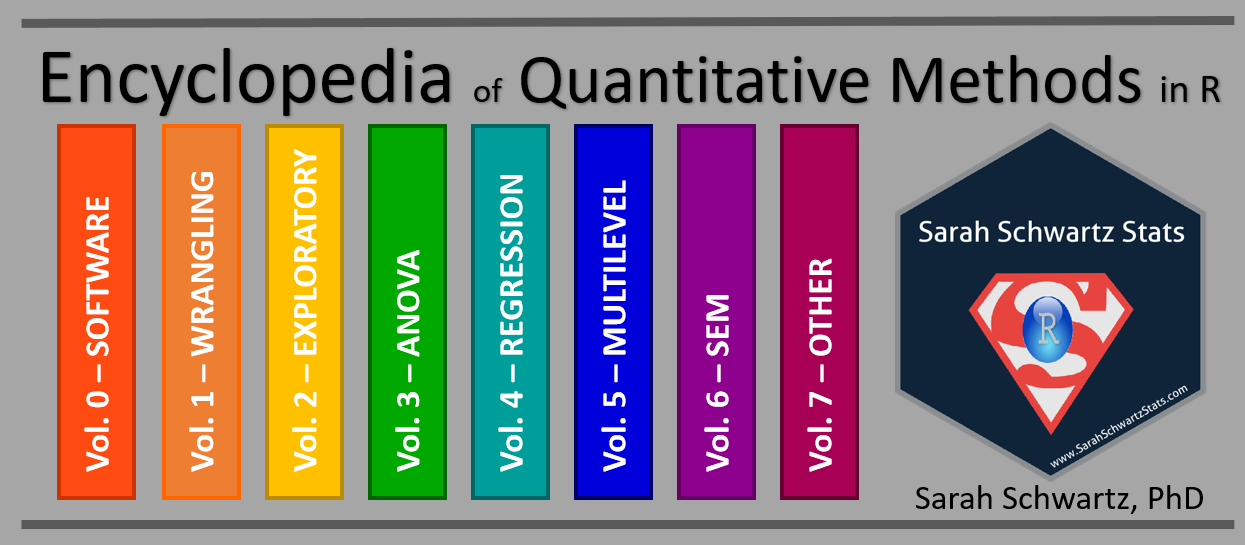 Encyclopedia of Quantitative Methods in R
Vol. 0 – SOFTWARE
Vol. 1 – WRANGLING
Vol. 2 – EXPLORATORY
Vol. 3 – ANOVA
Vol. 4 – REGRESSION
Vol. 5 – MULTILEVEL
Vol. 6 – SEM
Vol. 7 – OTHER
Sarah Schwartz Stats
S
R
www.SarahSchwartzStats.com
Sarah Schwartz, PhD